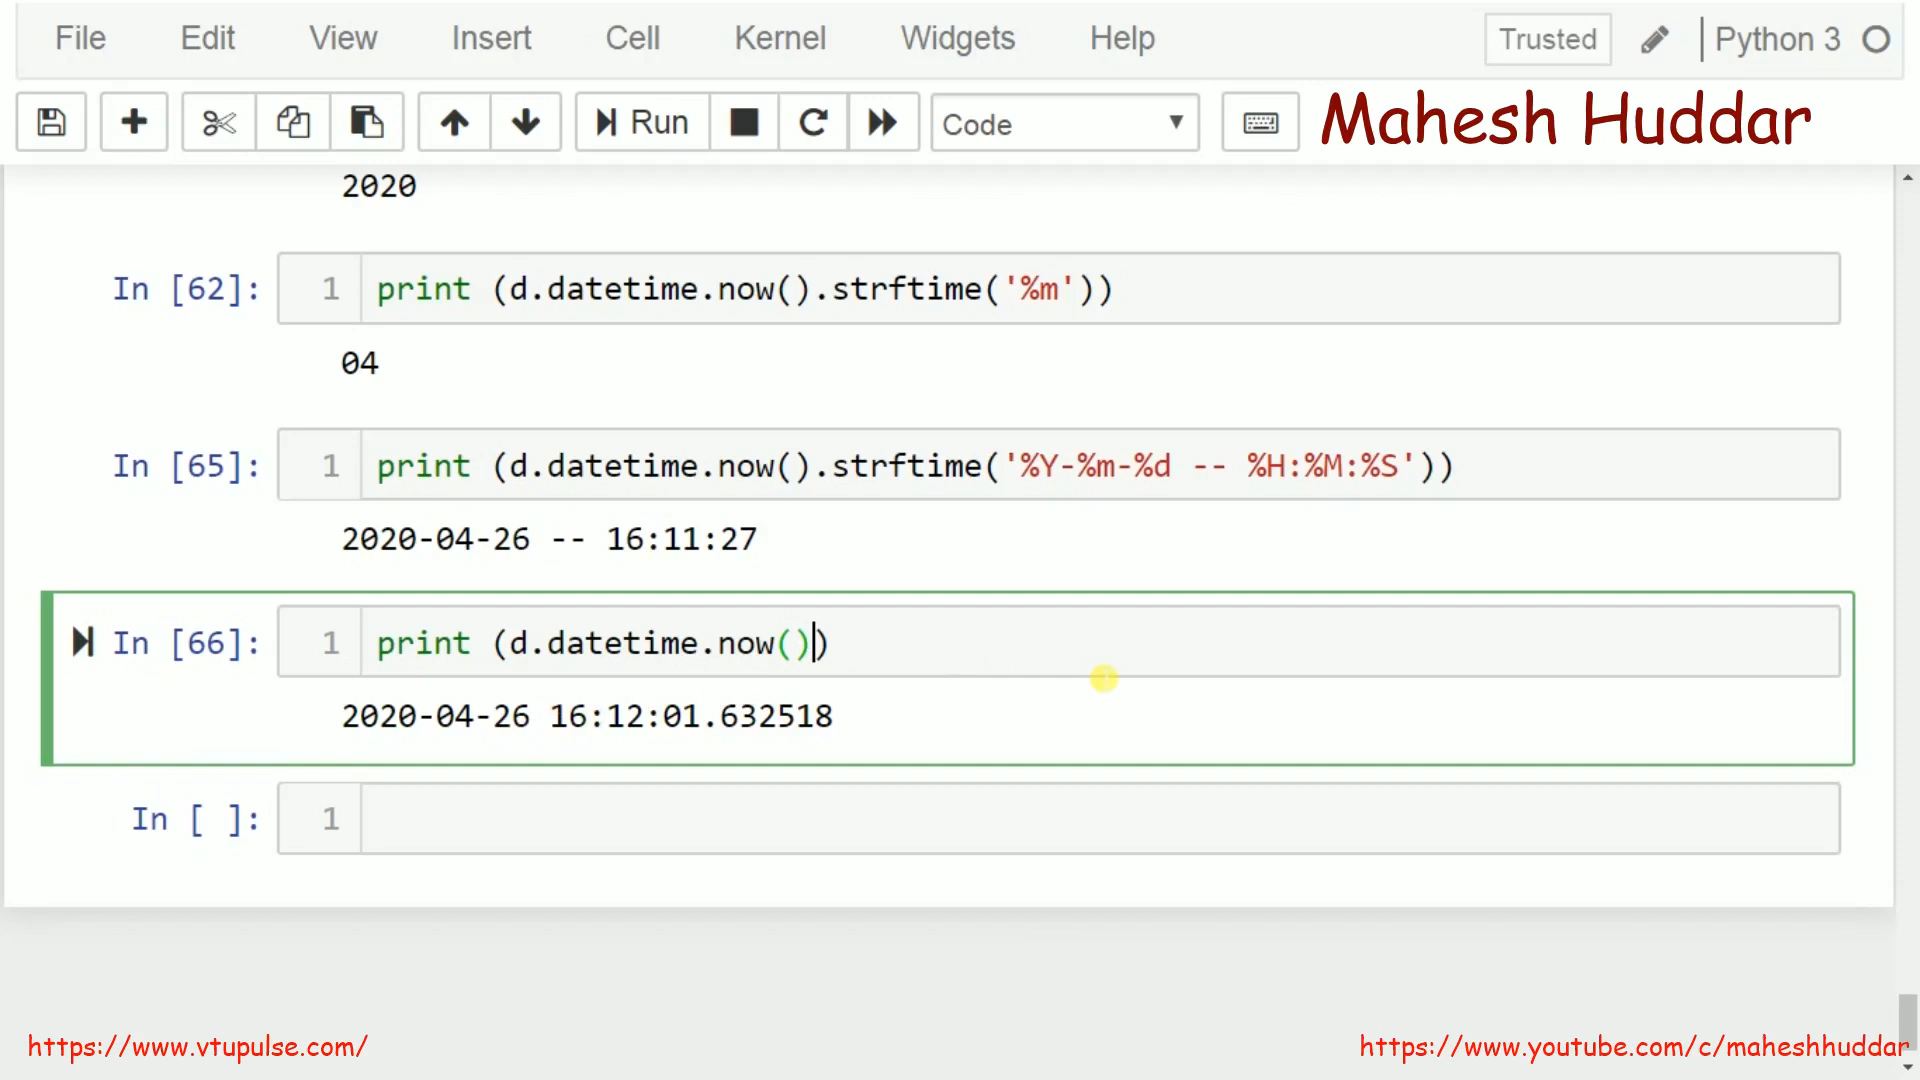 File Edit View Insert Cell Kernel Widgets Help Trusted Python 3
Run Code Mahesh Huddar
2020
In [62]: 1 print (d.datetime.now().strftime('%m'))
04
In [65]: 1 print (d.datetime.now().strftime('%Y-%m-%d -- %H:%M:%S'))
2020-04-26 -- 16:11:27
In [66]: 1 print (d.datetime.now())
2020-04-26 16:12:01.632518
In [ ]: 1
https://www.vtupulse.com/ https://www.youtube.com/c/maheshhuddar